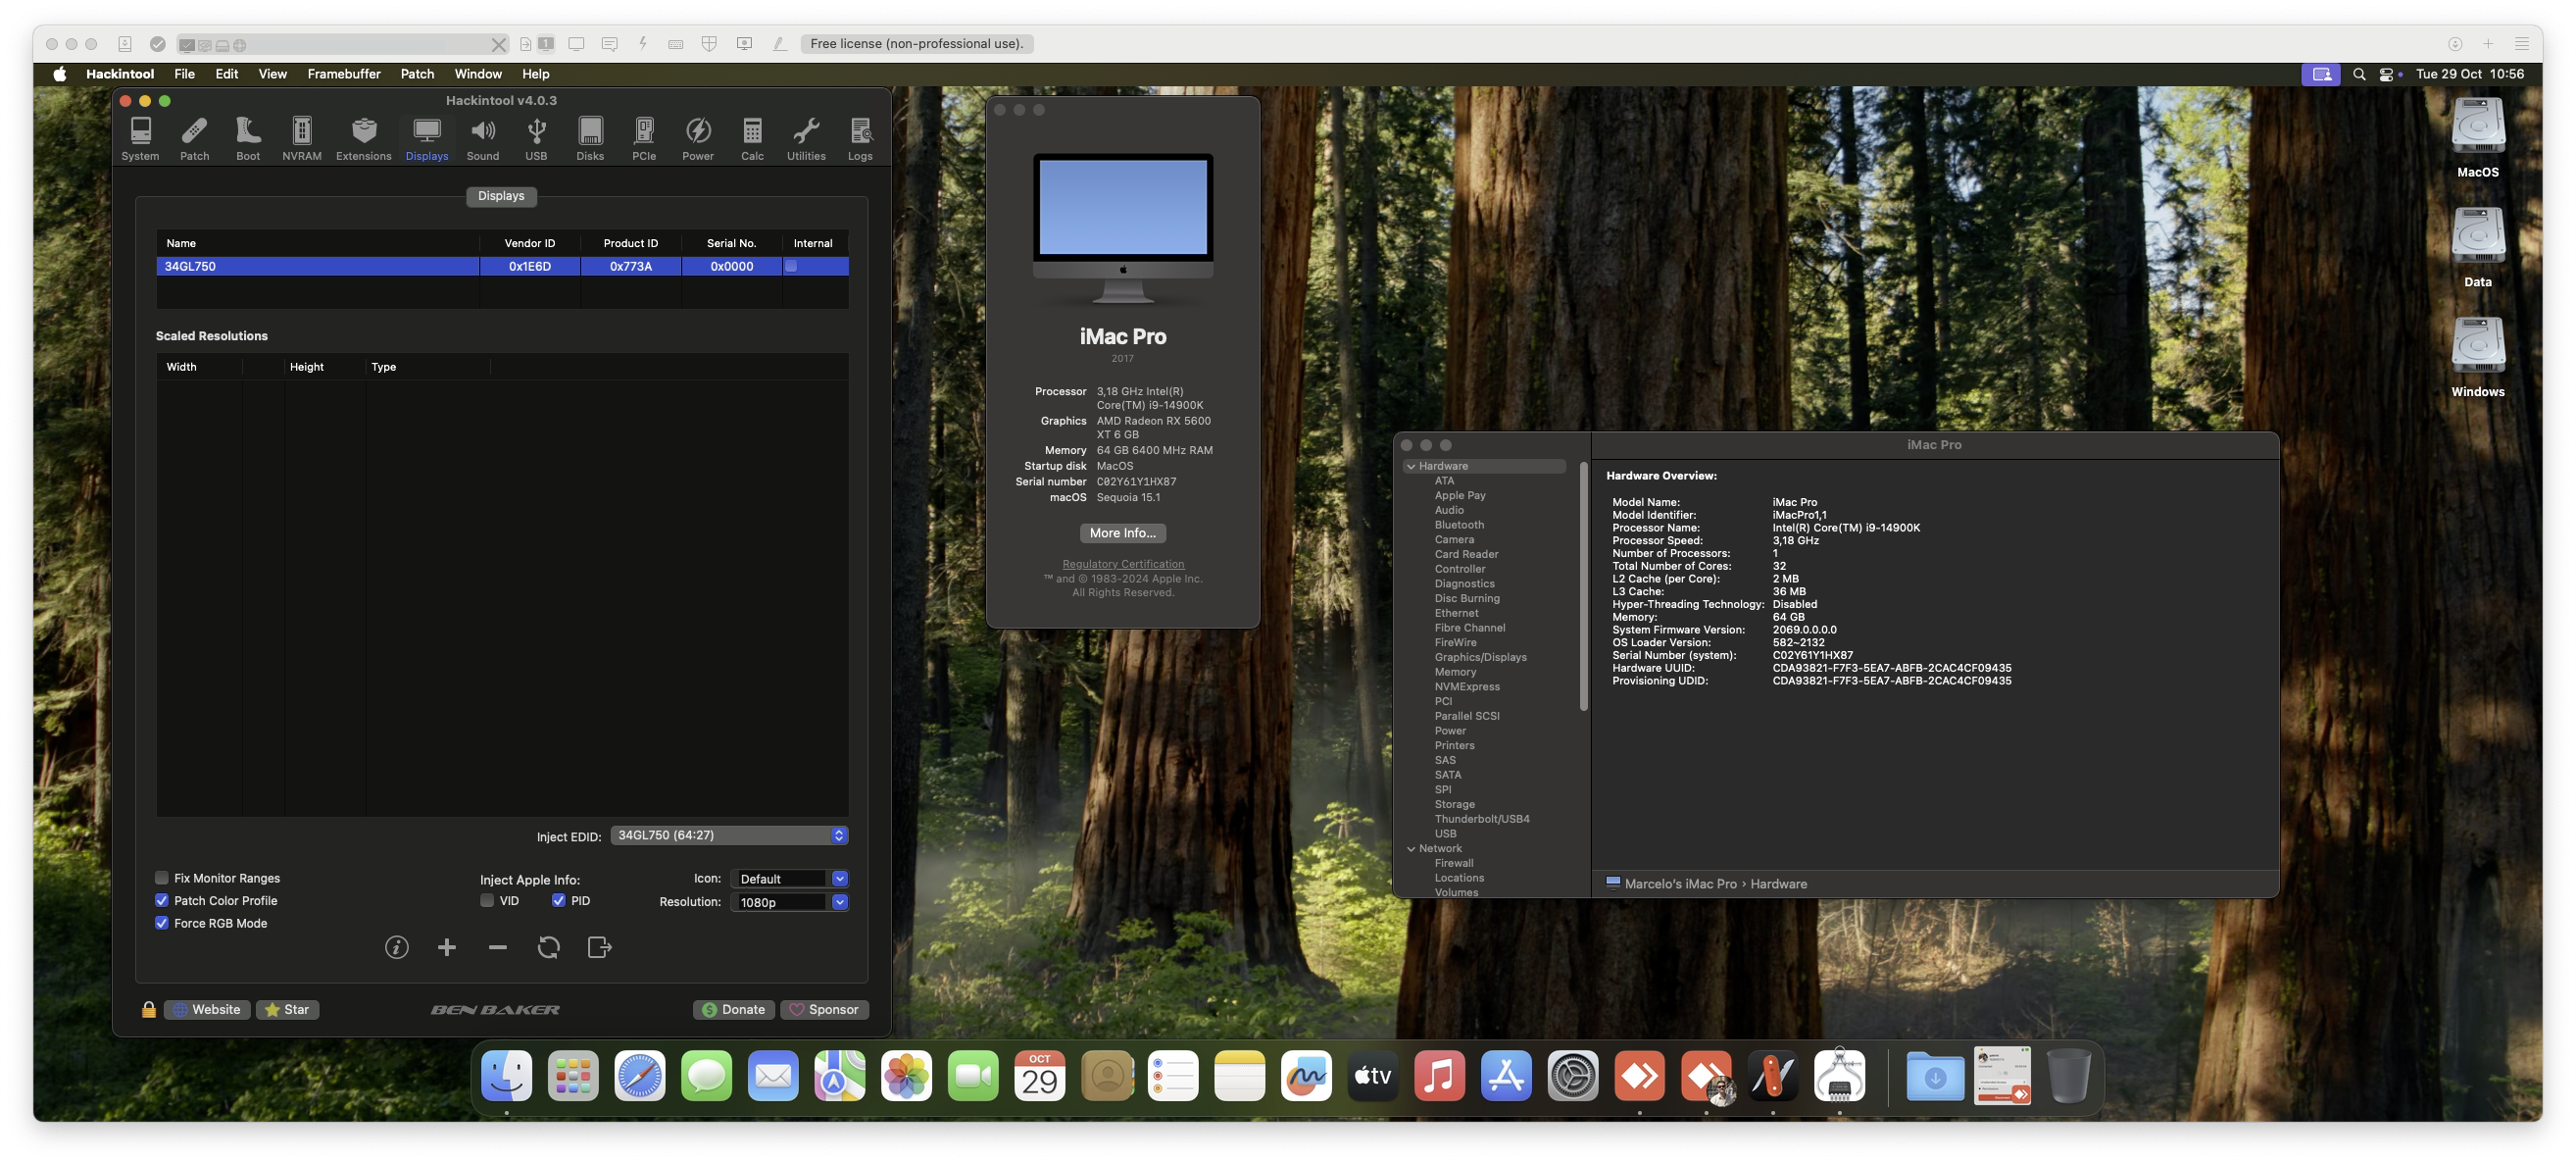 1
Free license (non-professional use).
Hackintool File Edit View Framebuffer Patch Window Help
Tue 29 Oct 10:56
Hackintool v4.0.3
System Patch Boot NVRAM Extensions Displays Sound USB Disks PCIe Power Calc Utilities Logs
Displays
Name Vendor ID Product ID Serial No. Internal
34GL750 0x1E6D 0x773A 0x0000
Scaled Resolutions
Width Height Type
Inject EDID: 34GL750 (64:27)
Fix Monitor Ranges
Patch Color Profile
Force RGB Mode
Inject Apple Info:
VID PID
Icon: Default
Resolution: 1080p
Website Star
BEN BAKER
Donate Sponsor
iMac Pro
2017
Processor 3,18 GHz Intel(R)
Core(TM) i9-14900K
Graphics AMD Radeon RX 5600
XT 6 GB
Memory 64 GB 6400 MHz RAM
Startup disk MacOS
Serial number C02Y61Y1HX87
macOS Sequoia 15.1
More Info...
Regulatory Certification
™ and © 1983-2024 Apple Inc.
All Rights Reserved.
iMac Pro
Hardware
ATA
Apple Pay
Audio
Bluetooth
Camera
Card Reader
Controller
Diagnostics
Disc Burning
Ethernet
Fibre Channel
FireWire
Graphics/Displays
Memory
NVMExpress
PCI
Parallel SCSI
Power
Printers
SAS
SATA
SPI
Storage
Thunderbolt/USB4
USB
Network
Firewall
Locations
Volumes
Hardware Overview:
Model Name: iMac Pro
Model Identifier: iMacPro1,1
Processor Name: Intel(R) Core(TM) i9-14900K
Processor Speed: 3,18 GHz
Number of Processors: 1
Total Number of Cores: 32
L2 Cache (per Core): 2 MB
L3 Cache: 36 MB
Hyper-Threading Technology: Disabled
Memory: 64 GB
System Firmware Version: 2069.0.0.0.0
OS Loader Version: 582~2132
Serial Number (system): C02Y61Y1HX87
Hardware UUID: CDA93821-F7F3-5EA7-ABFB-2CAC4CF09435
Provisioning UDID: CDA93821-F7F3-5EA7-ABFB-2CAC4CF09435
Marcelo's iMac Pro › Hardware
MacOS
Data
Windows
OCT
29
tv